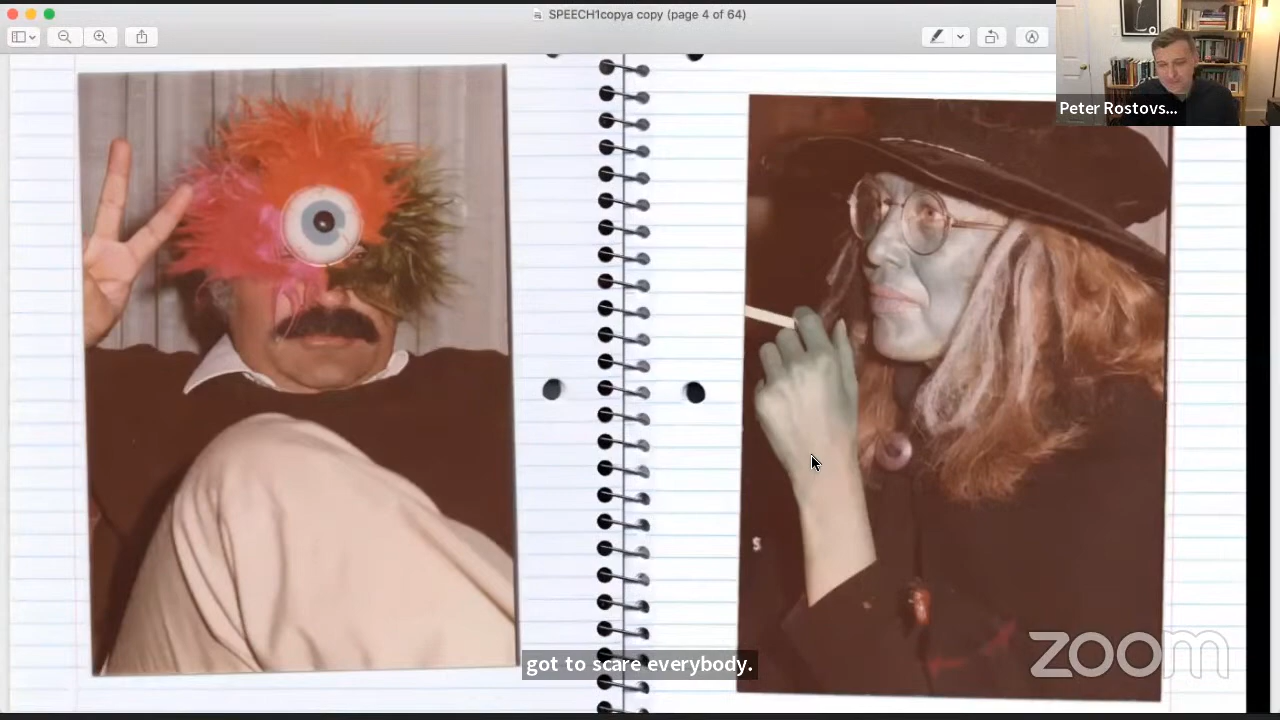 SPEECH1copya copy (page 4 of 64)
Peter Rostovs...
got to scare everybody.
zoom